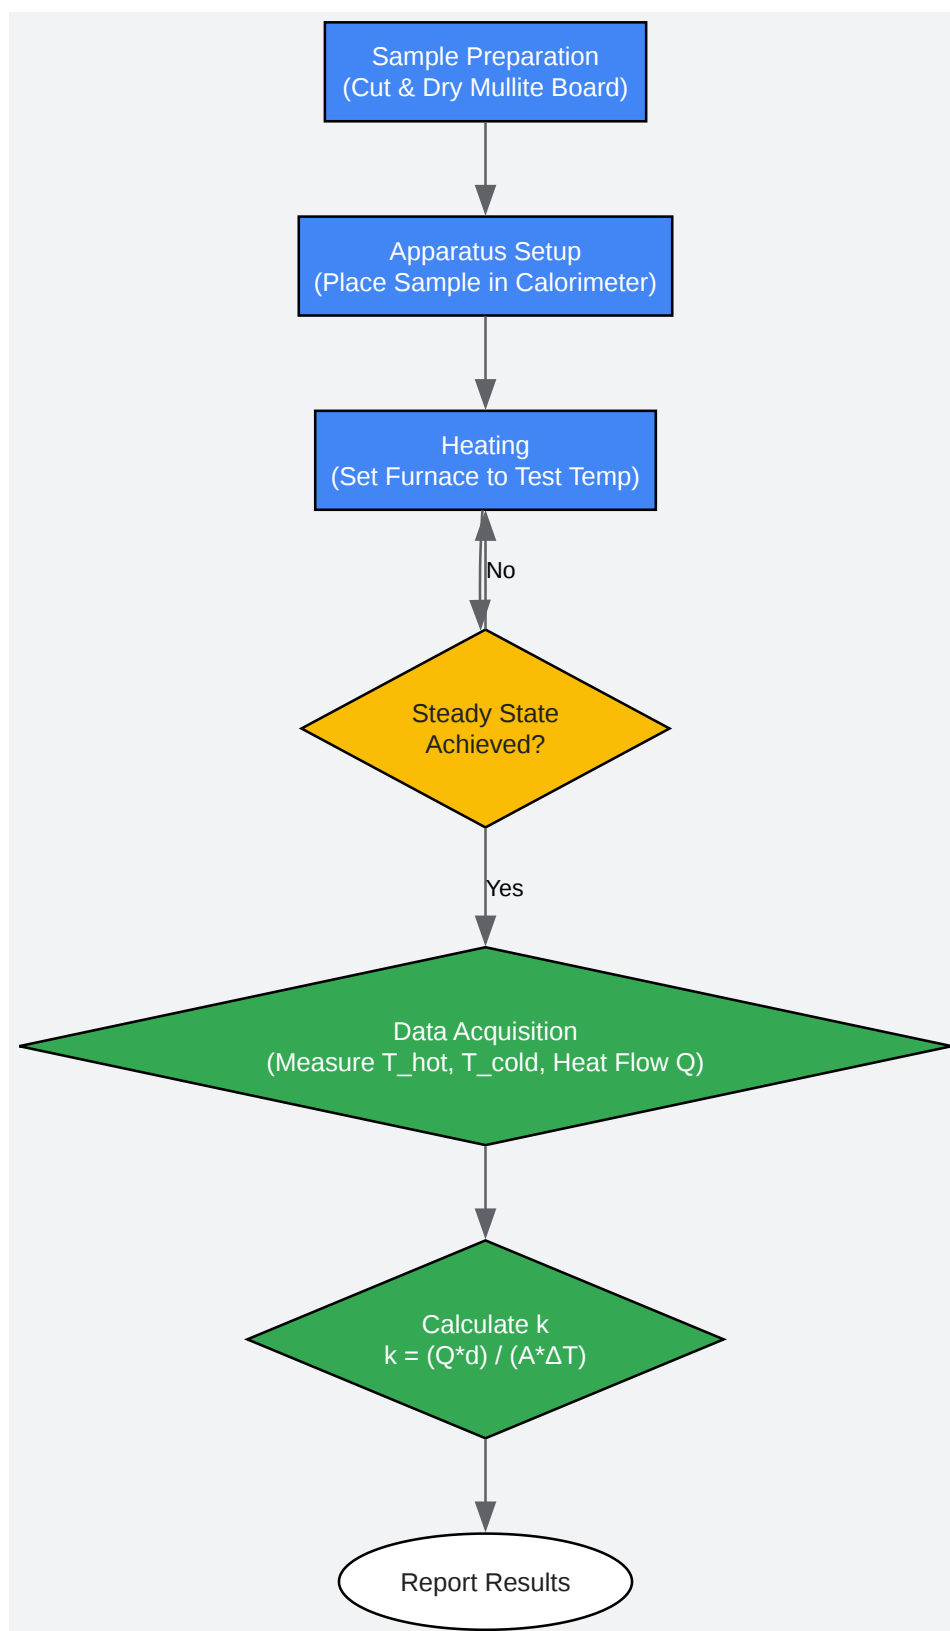 Sample Preparation
(Cut & Dry Mullite Board)
Apparatus Setup
(Place Sample in Calorimeter)
Heating
(Set Furnace to Test Temp)
No
Steady State
Achieved?
Yes
Data Acquisition
(Measure T_hot, T_cold, Heat Flow Q)
Calculate k
k = (Q*d) / (A*ΔT)
Report Results